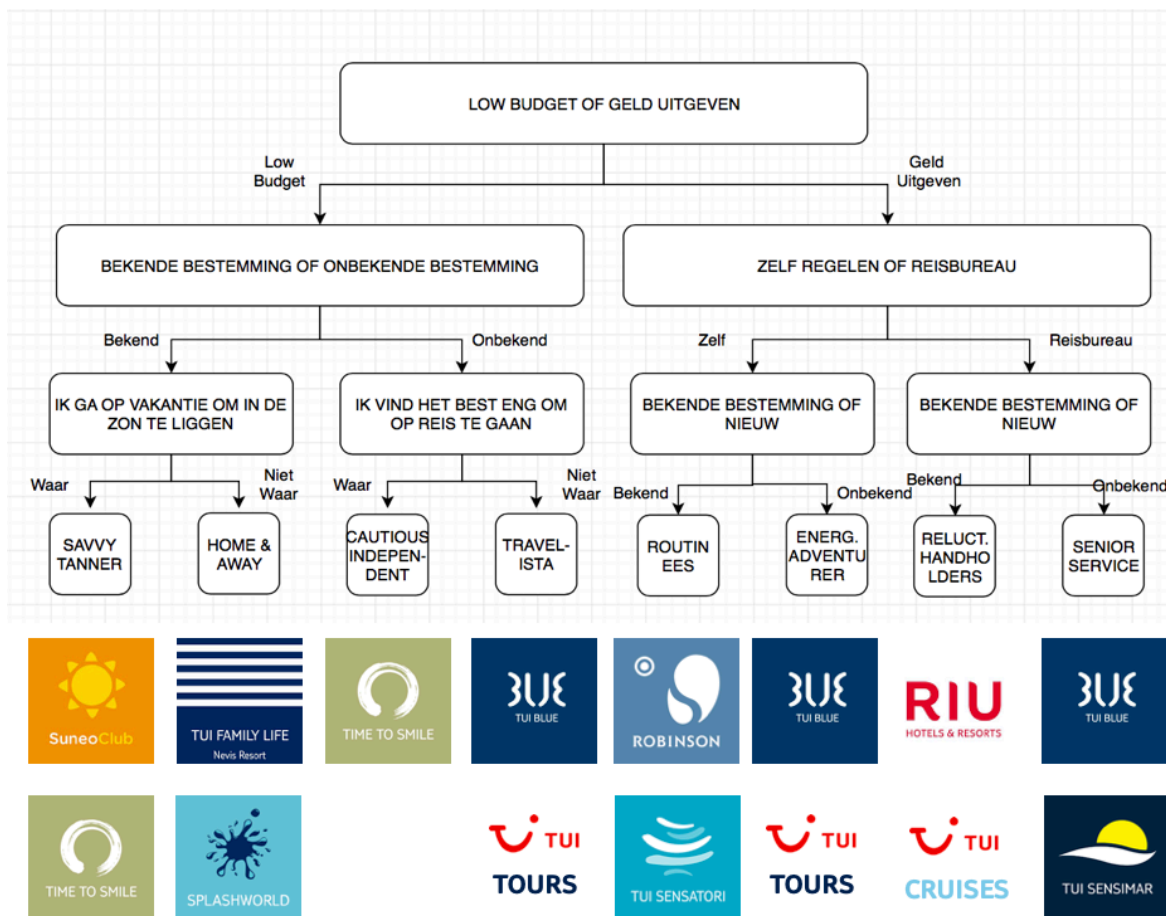 LOW BUDGET OF GELD UITGEVEN
Low
Budget
Geld
Uitgeven
BEKENDE BESTEMMING OF ONBEKENDE BESTEMMING
ZELF REGELEN OF REISBUREAU
Bekend
Onbekend
Zelf
Reisbureau
IK GA OP VAKANTIE OM IN DE
ZON TE LIGGEN
IK VIND HET BEST ENG OM
OP REIS TE GAAN
BEKENDE BESTEMMING OF
NIEUW
BEKENDE BESTEMMING OF
NIEUW
Waar
Niet
Waar
Waar
Niet
Waar
Bekend
Onbekend
Bekend
Onbekend
SAVVY
TANNER
HOME &
AWAY
CAUTIOUS
INDEPEN-
DENT
TRAVEL-
ISTA
ROUTIN
EES
ENERG.
ADVENTU
RER
RELUCT.
HANDHO
LDERS
SENIOR
SERVICE
SuneoClub
TUI FAMILY LIFE
Nevis Resort
TIME TO SMILE
BLUE
TUI BLUE
ROBINSON
BLUE
TUI BLUE
RIU
HOTELS & RESORTS
BLUE
TUI BLUE
TIME TO SMILE
SPLASHWORLD
TUI
TOURS
TUI SENSATORI
TUI
TOURS
TUI
CRUISES
TUI SENSIMAR